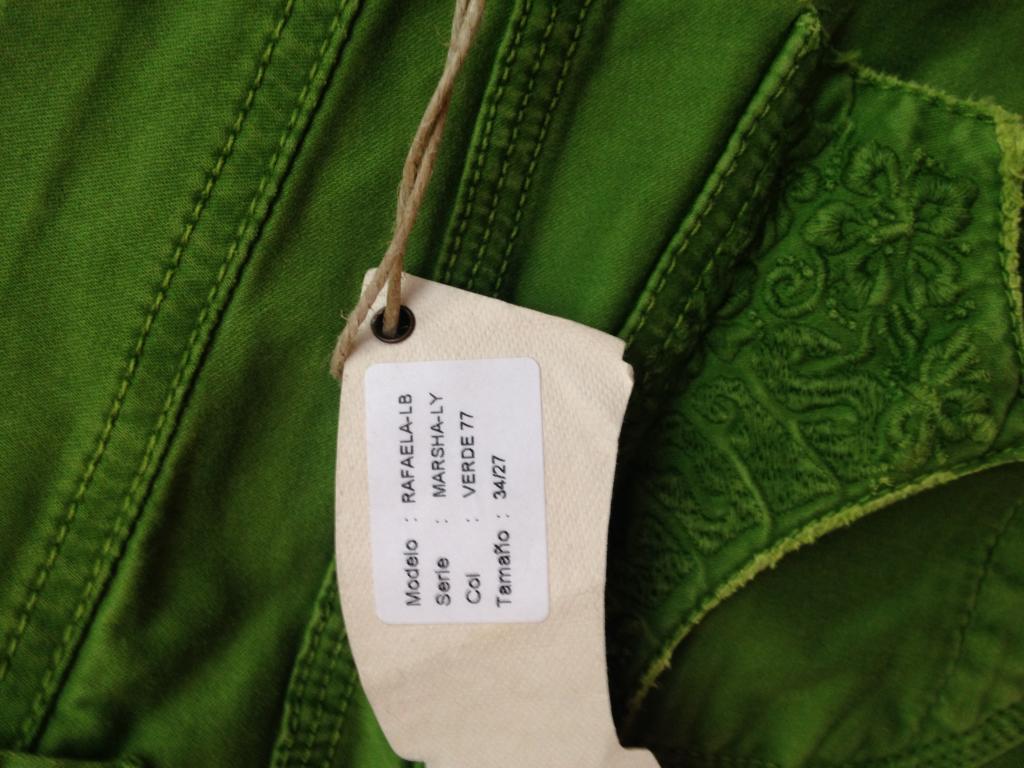 Modelo : RAFAELA-LB
Serie : MARSHA-LY
Col : VERDE 77
Tamaño : 34/27